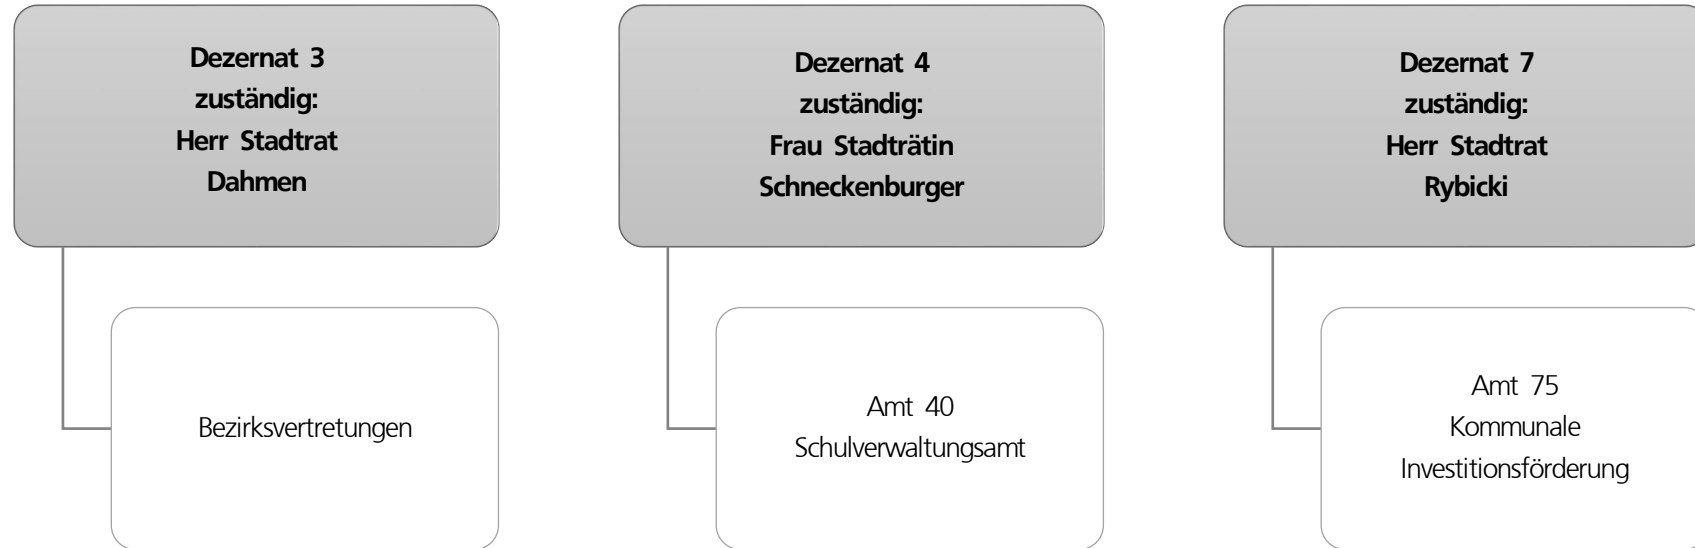 Dezernat 3
zuständig:
Herr Stadtrat
Dahmen
Bezirksvertretungen
Dezernat 4
zuständig:
Frau Stadträtin
Schneckenburger
Amt 40
Schulverwaltungsamt
Dezernat 7
zuständig:
Herr Stadtrat
Rybicki
Amt 75
Kommunale
Investitionsförderung